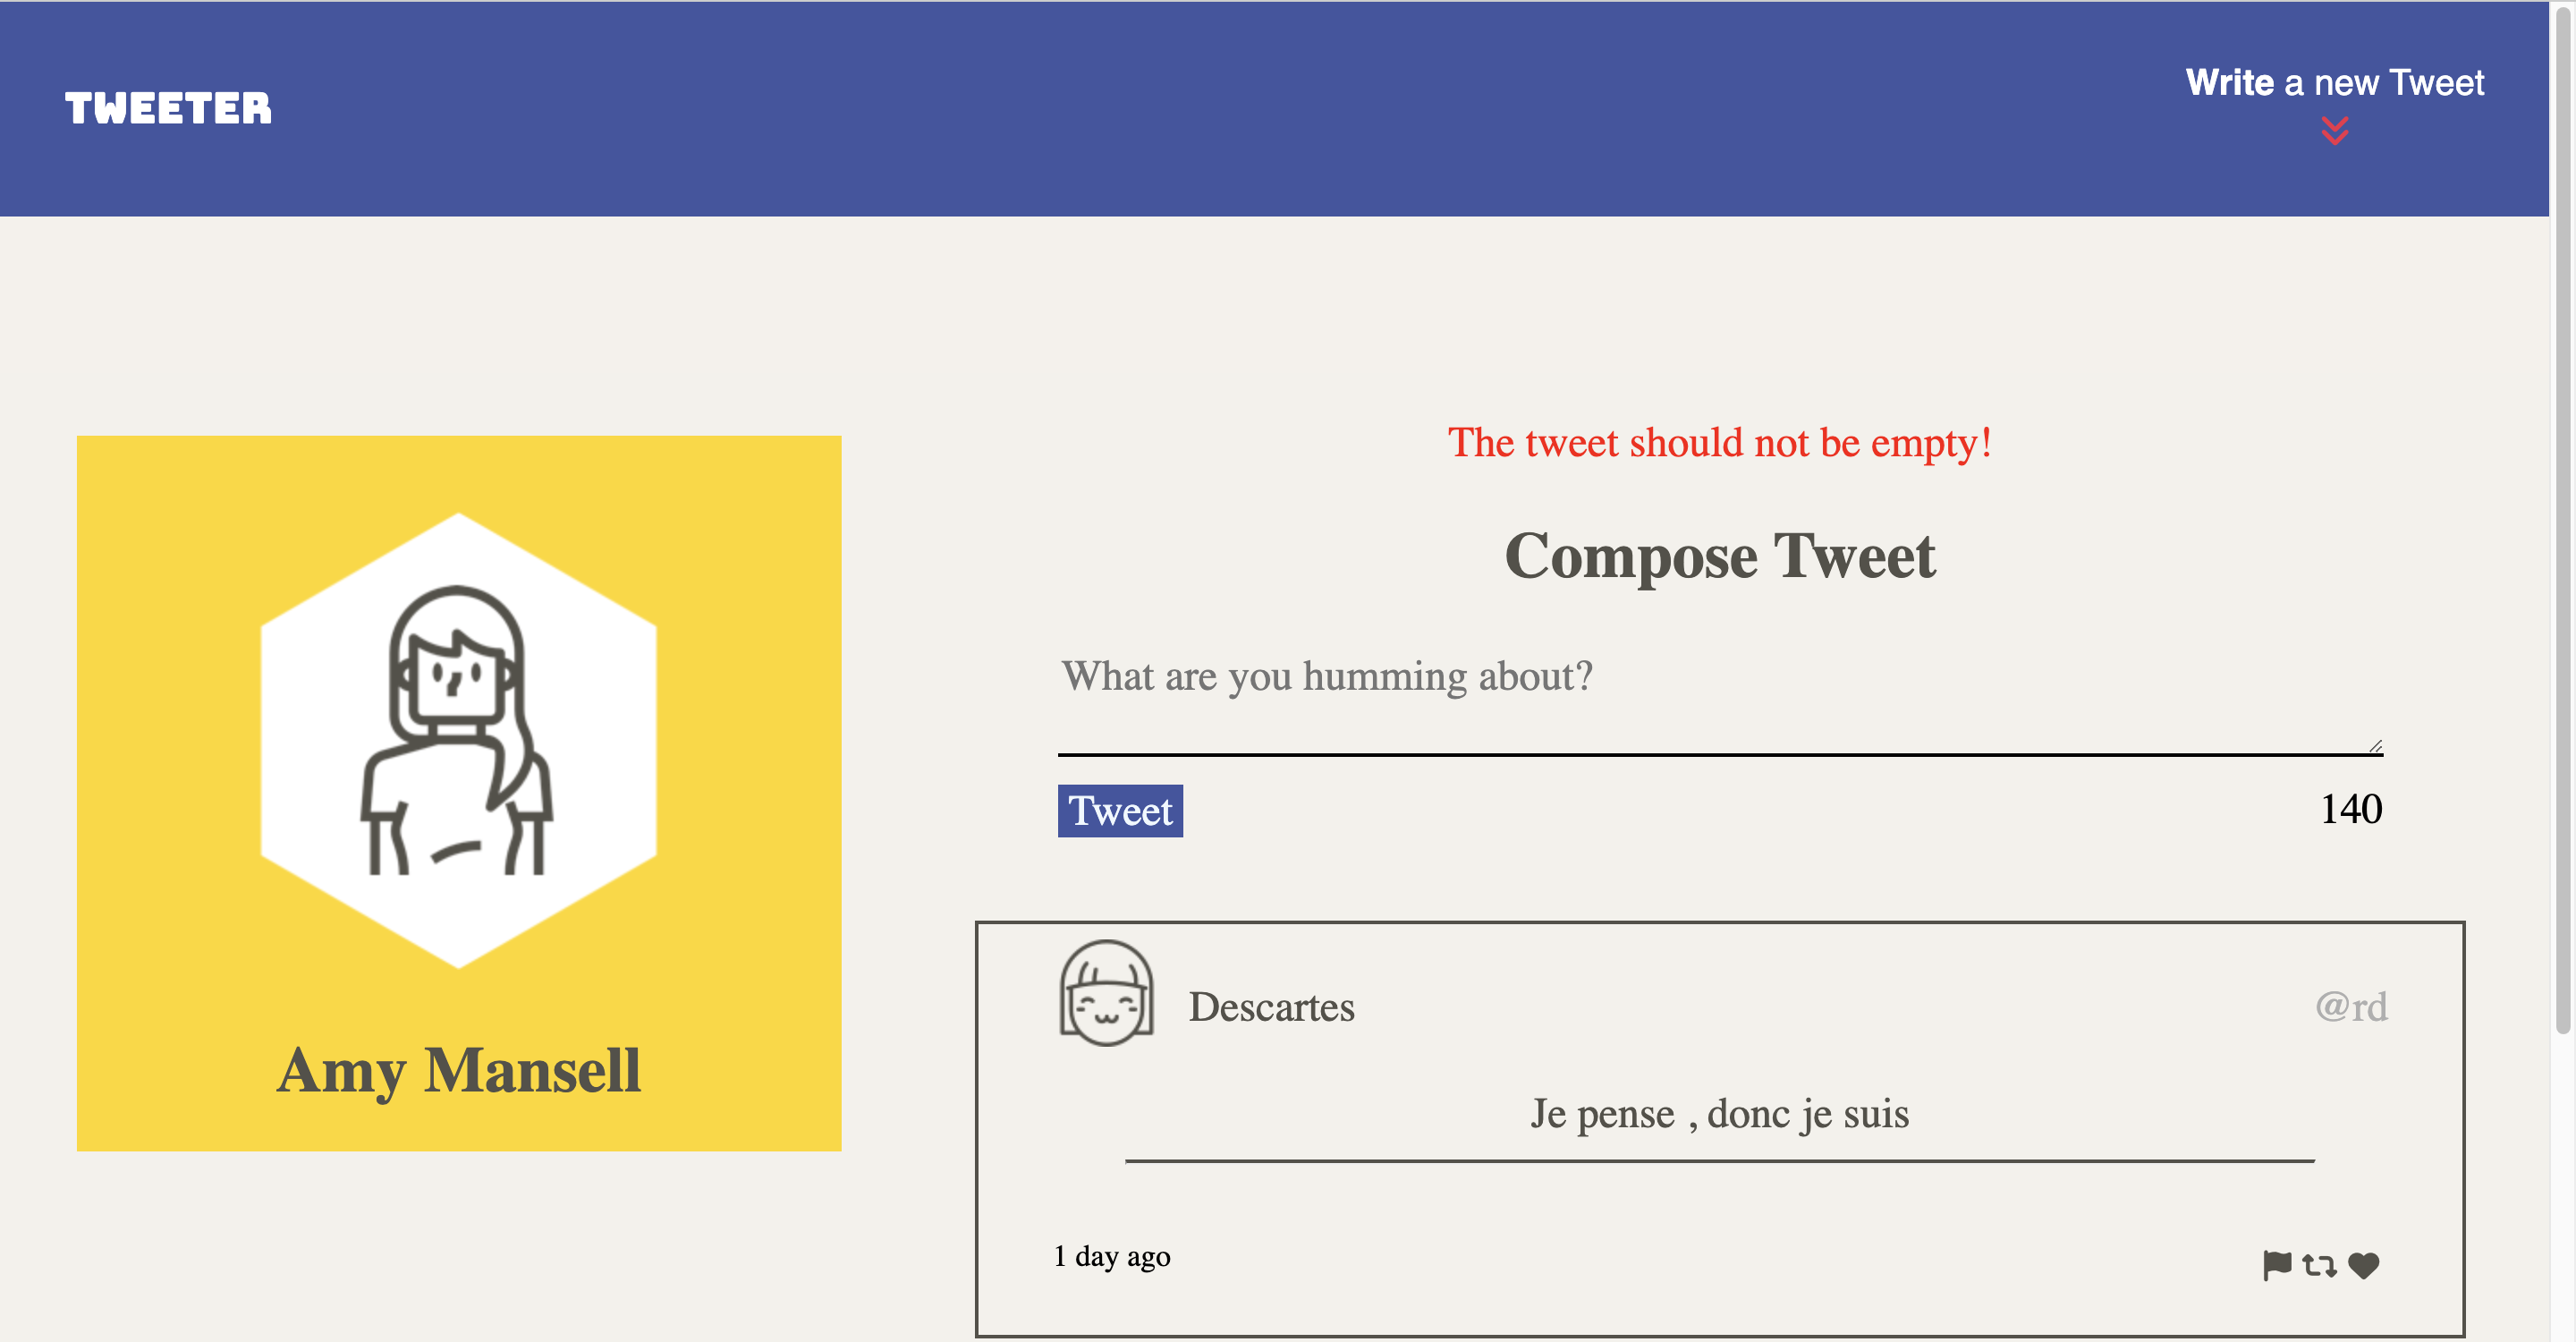 TWEETER
Write a new Tweet
The tweet should not be empty!
Compose Tweet
What are you humming about?
Tweet
140
Amy Mansell
Descartes
@rd
Je pense , donc je suis
1 day ago